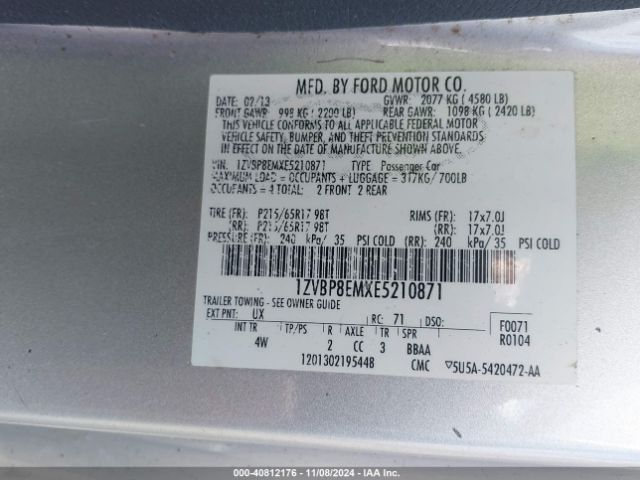 MFD. BY FORD MOTOR CO.
DATE: 02/13 GVWR: 2077 KG (4580 LB)
FRONT GAWR: 998 KG (2200 LB) REAR GAWR: 1098 KG (2420 LB)
THIS VEHICLE CONFORMS TO ALL APPLICABLE FEDERAL MOTOR
VEHICLE SAFETY, BUMPER, AND THEFT PREVENTION STANDARDS
IN EFFECT ON THE DATE OF MANUFACTURE SHOWN ABOVE.
VIN: 1ZVBP8EMXE5210871 TYPE: Passenger Car
MAXIMUM LOAD = OCCUPANTS + LUGGAGE = 317KG/700LB
OCCUPANTS = 4 TOTAL: 2 FRONT 2 REAR
TIRE (FR): P215/65R17 98T RIMS (FR): 17x7.0J
(RR): P215/65R17 98T (RR): 17x7.0J
PRESSURE (FR): 240 kPa/ 35 PSI COLD (RR): 240 kPa/35 PSI COLD
1ZVBP8EMXE5210871
TRAILER TOWING - SEE OWNER GUIDE
EXT PNT: UX RC: 71 DSO: F0071
INT TR TP/PS R AXLE TR SPR R0104
4W 2 CC 3 BBAA
1201302195448 CMC ▽5U5A-5420472-AA
000-40812176 - 11/08/2024 - IAA Inc.